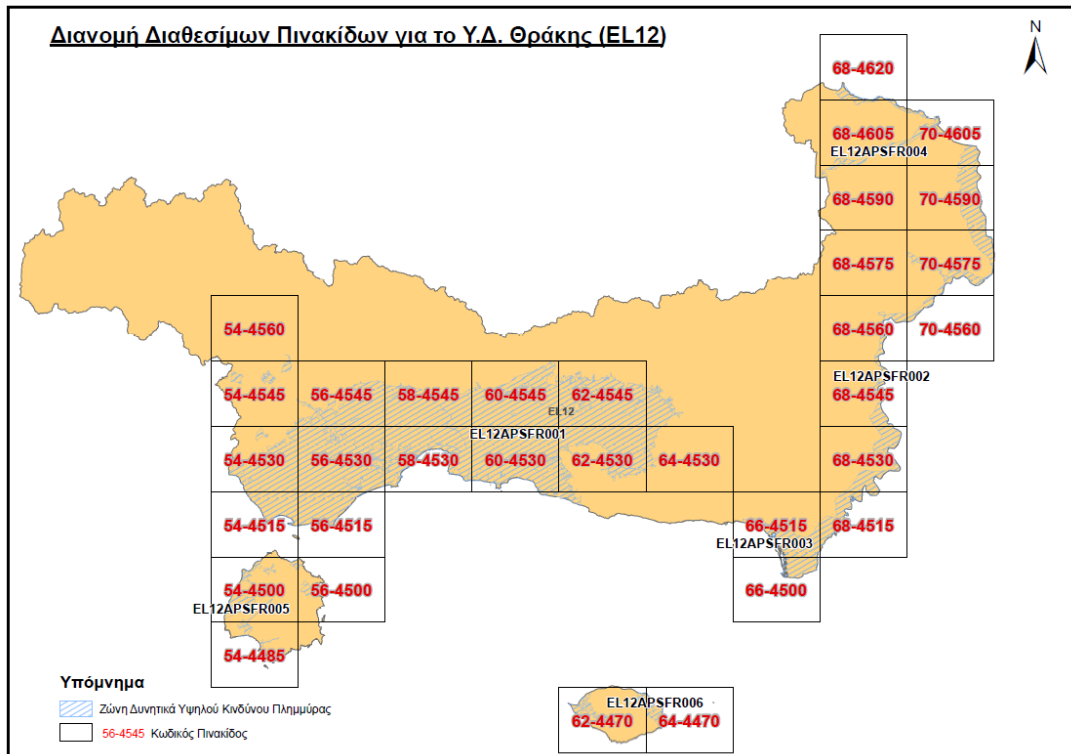 Διανομή Διαθεσίμων Πινακίδων για το Υ.Δ. Θράκης (EL12)
N
68-4620
68-4605 70-4605
EL12APSFR004
68-4590 70-4590
68-4575 70-4575
54-4560 68-4560 70-4560
EL12APSFR002
54-4545 56-4545 58-4545 60-4545 62-4545 68-4545
EL12
EL12APSFR001
54-4530 56-4530 58-4530 60-4530 62-4530 64-4530 68-4530
54-4515 56-4515 66-4515 68-4515
EL12APSFR003
54-4500 56-4500 66-4500
EL12APSFR005
54-4485
Υπόμνημα
EL12APSFR006
Ζώνη Δυνητικά Υψηλού Κινδύνου Πλημμύρας
62-4470 64-4470
56-4545 Κωδικός Πινακίδος